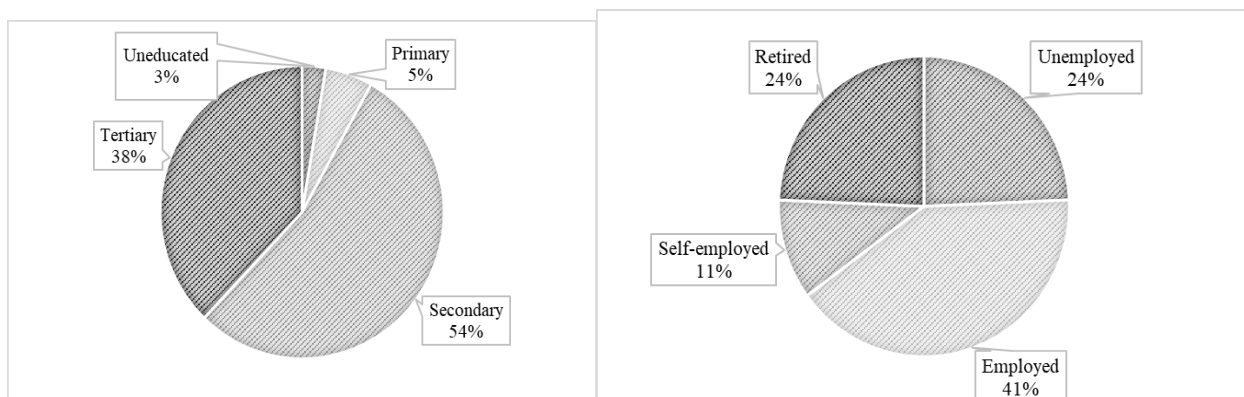 Uneducated
3%
Primary
5%
Tertiary
38%
Secondary
54%
Retired
24%
Unemployed
24%
Self-employed
11%
Employed
41%